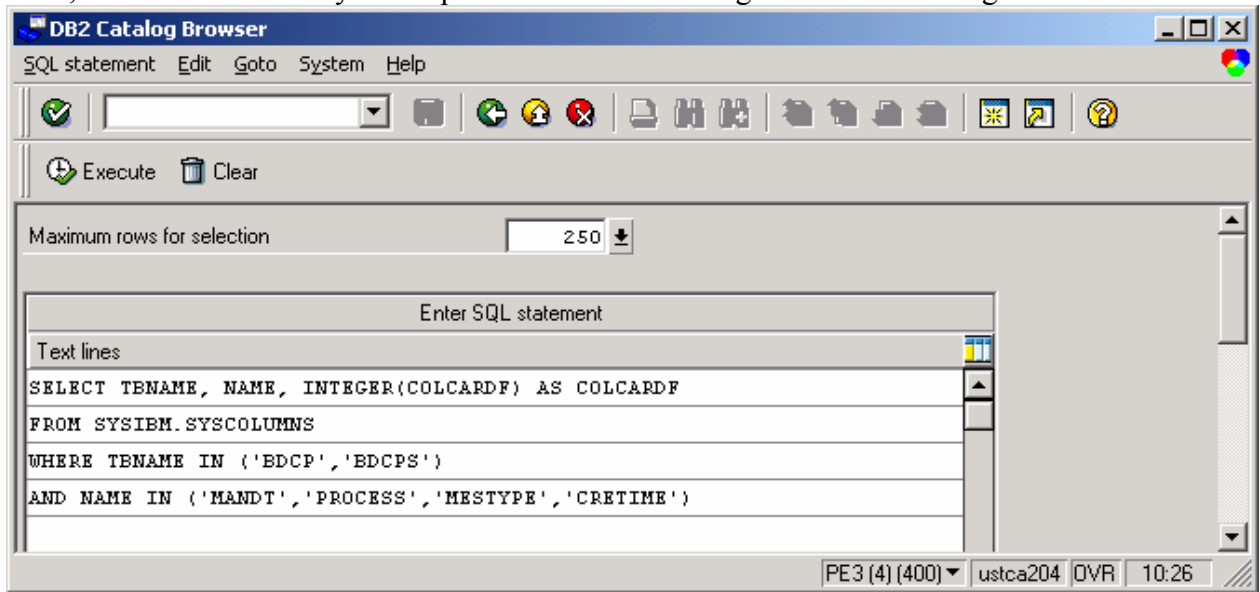 DB2 Catalog Browser
SQL statement Edit Goto System Help
Execute Clear
Maximum rows for selection 250
Enter SQL statement
Text lines
SELECT TBNAME, NAME, INTEGER(COLCARDF) AS COLCARDF
FROM SYSIBM.SYSCOLUMNS
WHERE TBNAME IN ('BDCP','BDCPS')
AND NAME IN ('MANDT','PROCESS','MESTYPE','CRETIME')
PE3 (4) (400) ustca204 OVR 10:26